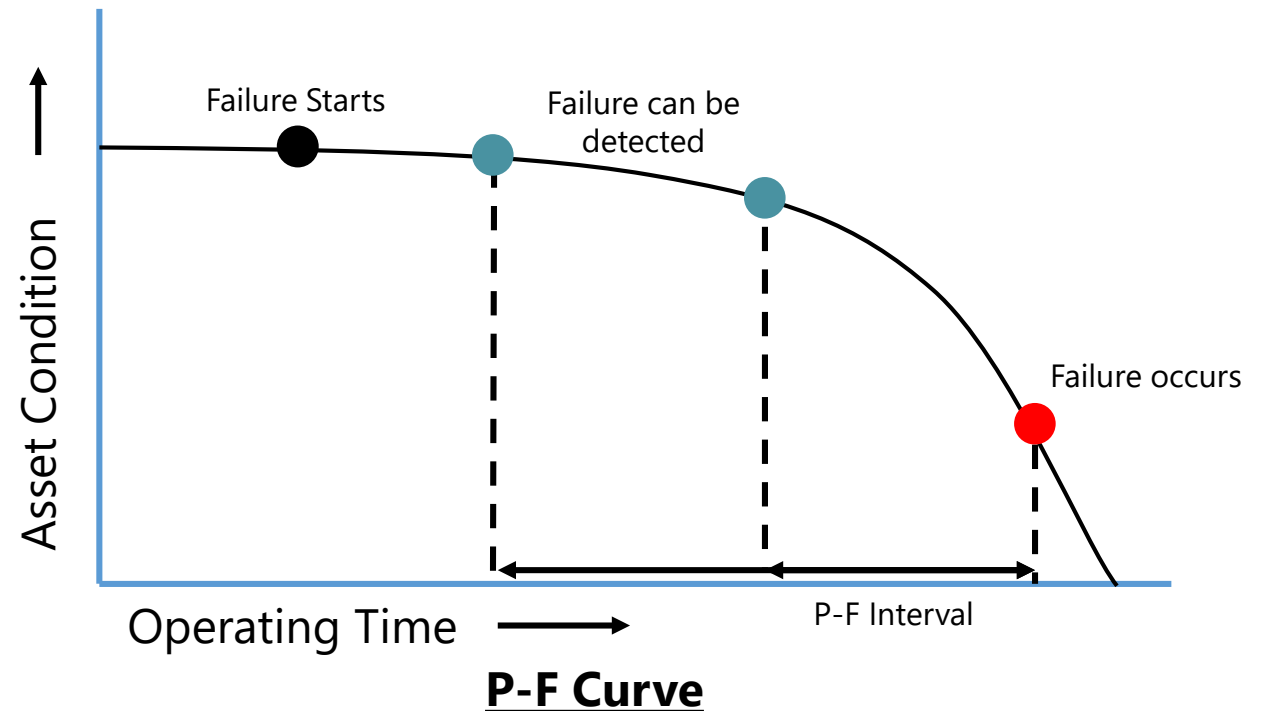 Failure Starts
Failure can be
detected
Asset Condition
Failure occurs
P-F Interval
Operating Time
P-F Curve